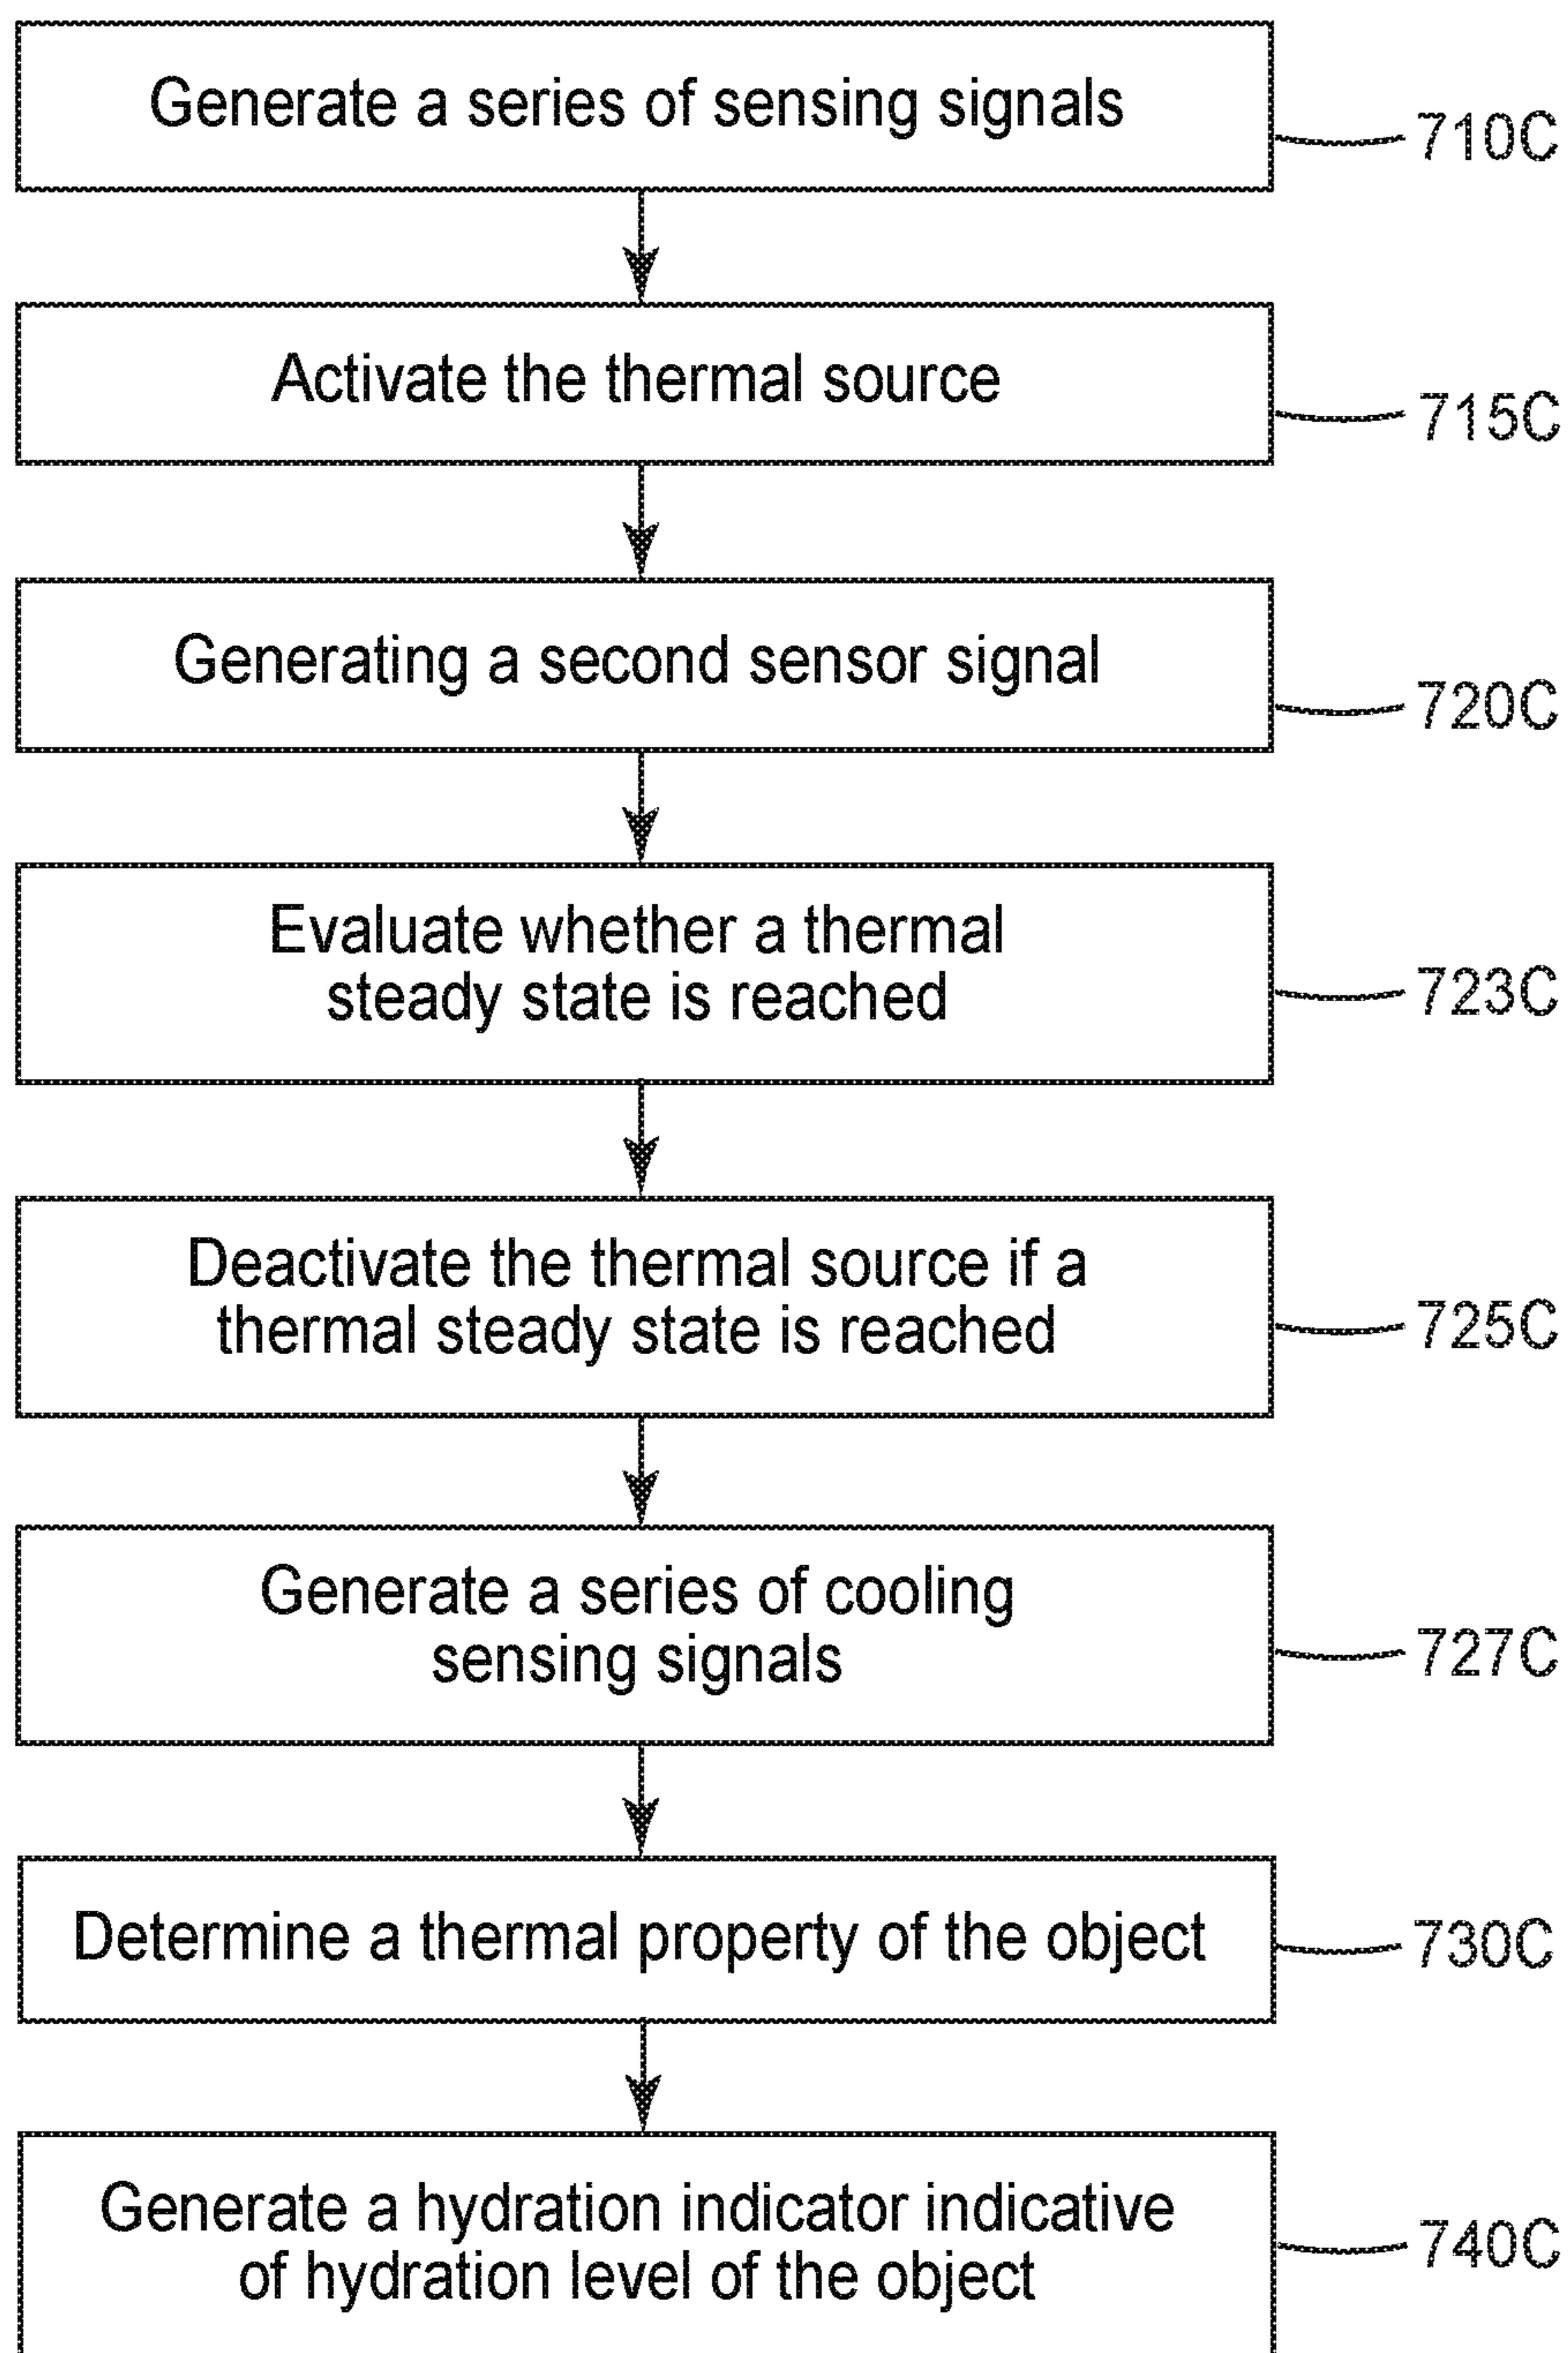 Generate a series of sensing signals
710C
Activate the thermal source
715C
Generating a second sensor signal
720C
Evaluate whether a thermal
steady state is reached
723C
Deactivate the thermal source if a
thermal steady state is reached
725C
Generate a series of cooling
sensing signals
727C
Determine a thermal property of the object
730C
Generate a hydration indicator indicative
of hydration level of the object
740C